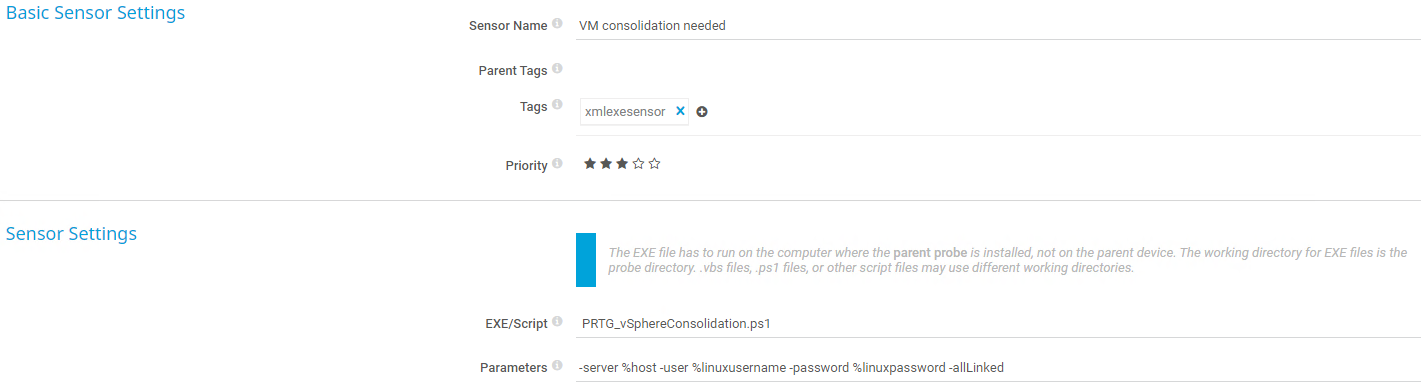 Basic Sensor Settings
Sensor Name VM consolidation needed
Parent Tags
Tags xmlexesensor
Priority
Sensor Settings
The EXE file has to run on the computer where the parent probe is installed, not on the parent device. The working directory for EXE files is the
probe directory. .vbs files, .ps1 files, or other script files may use different working directories.
EXE/Script PRTG_vSphereConsolidation.ps1
Parameters -server %host -user %linuxusername -password %linuxpassword -allLinked